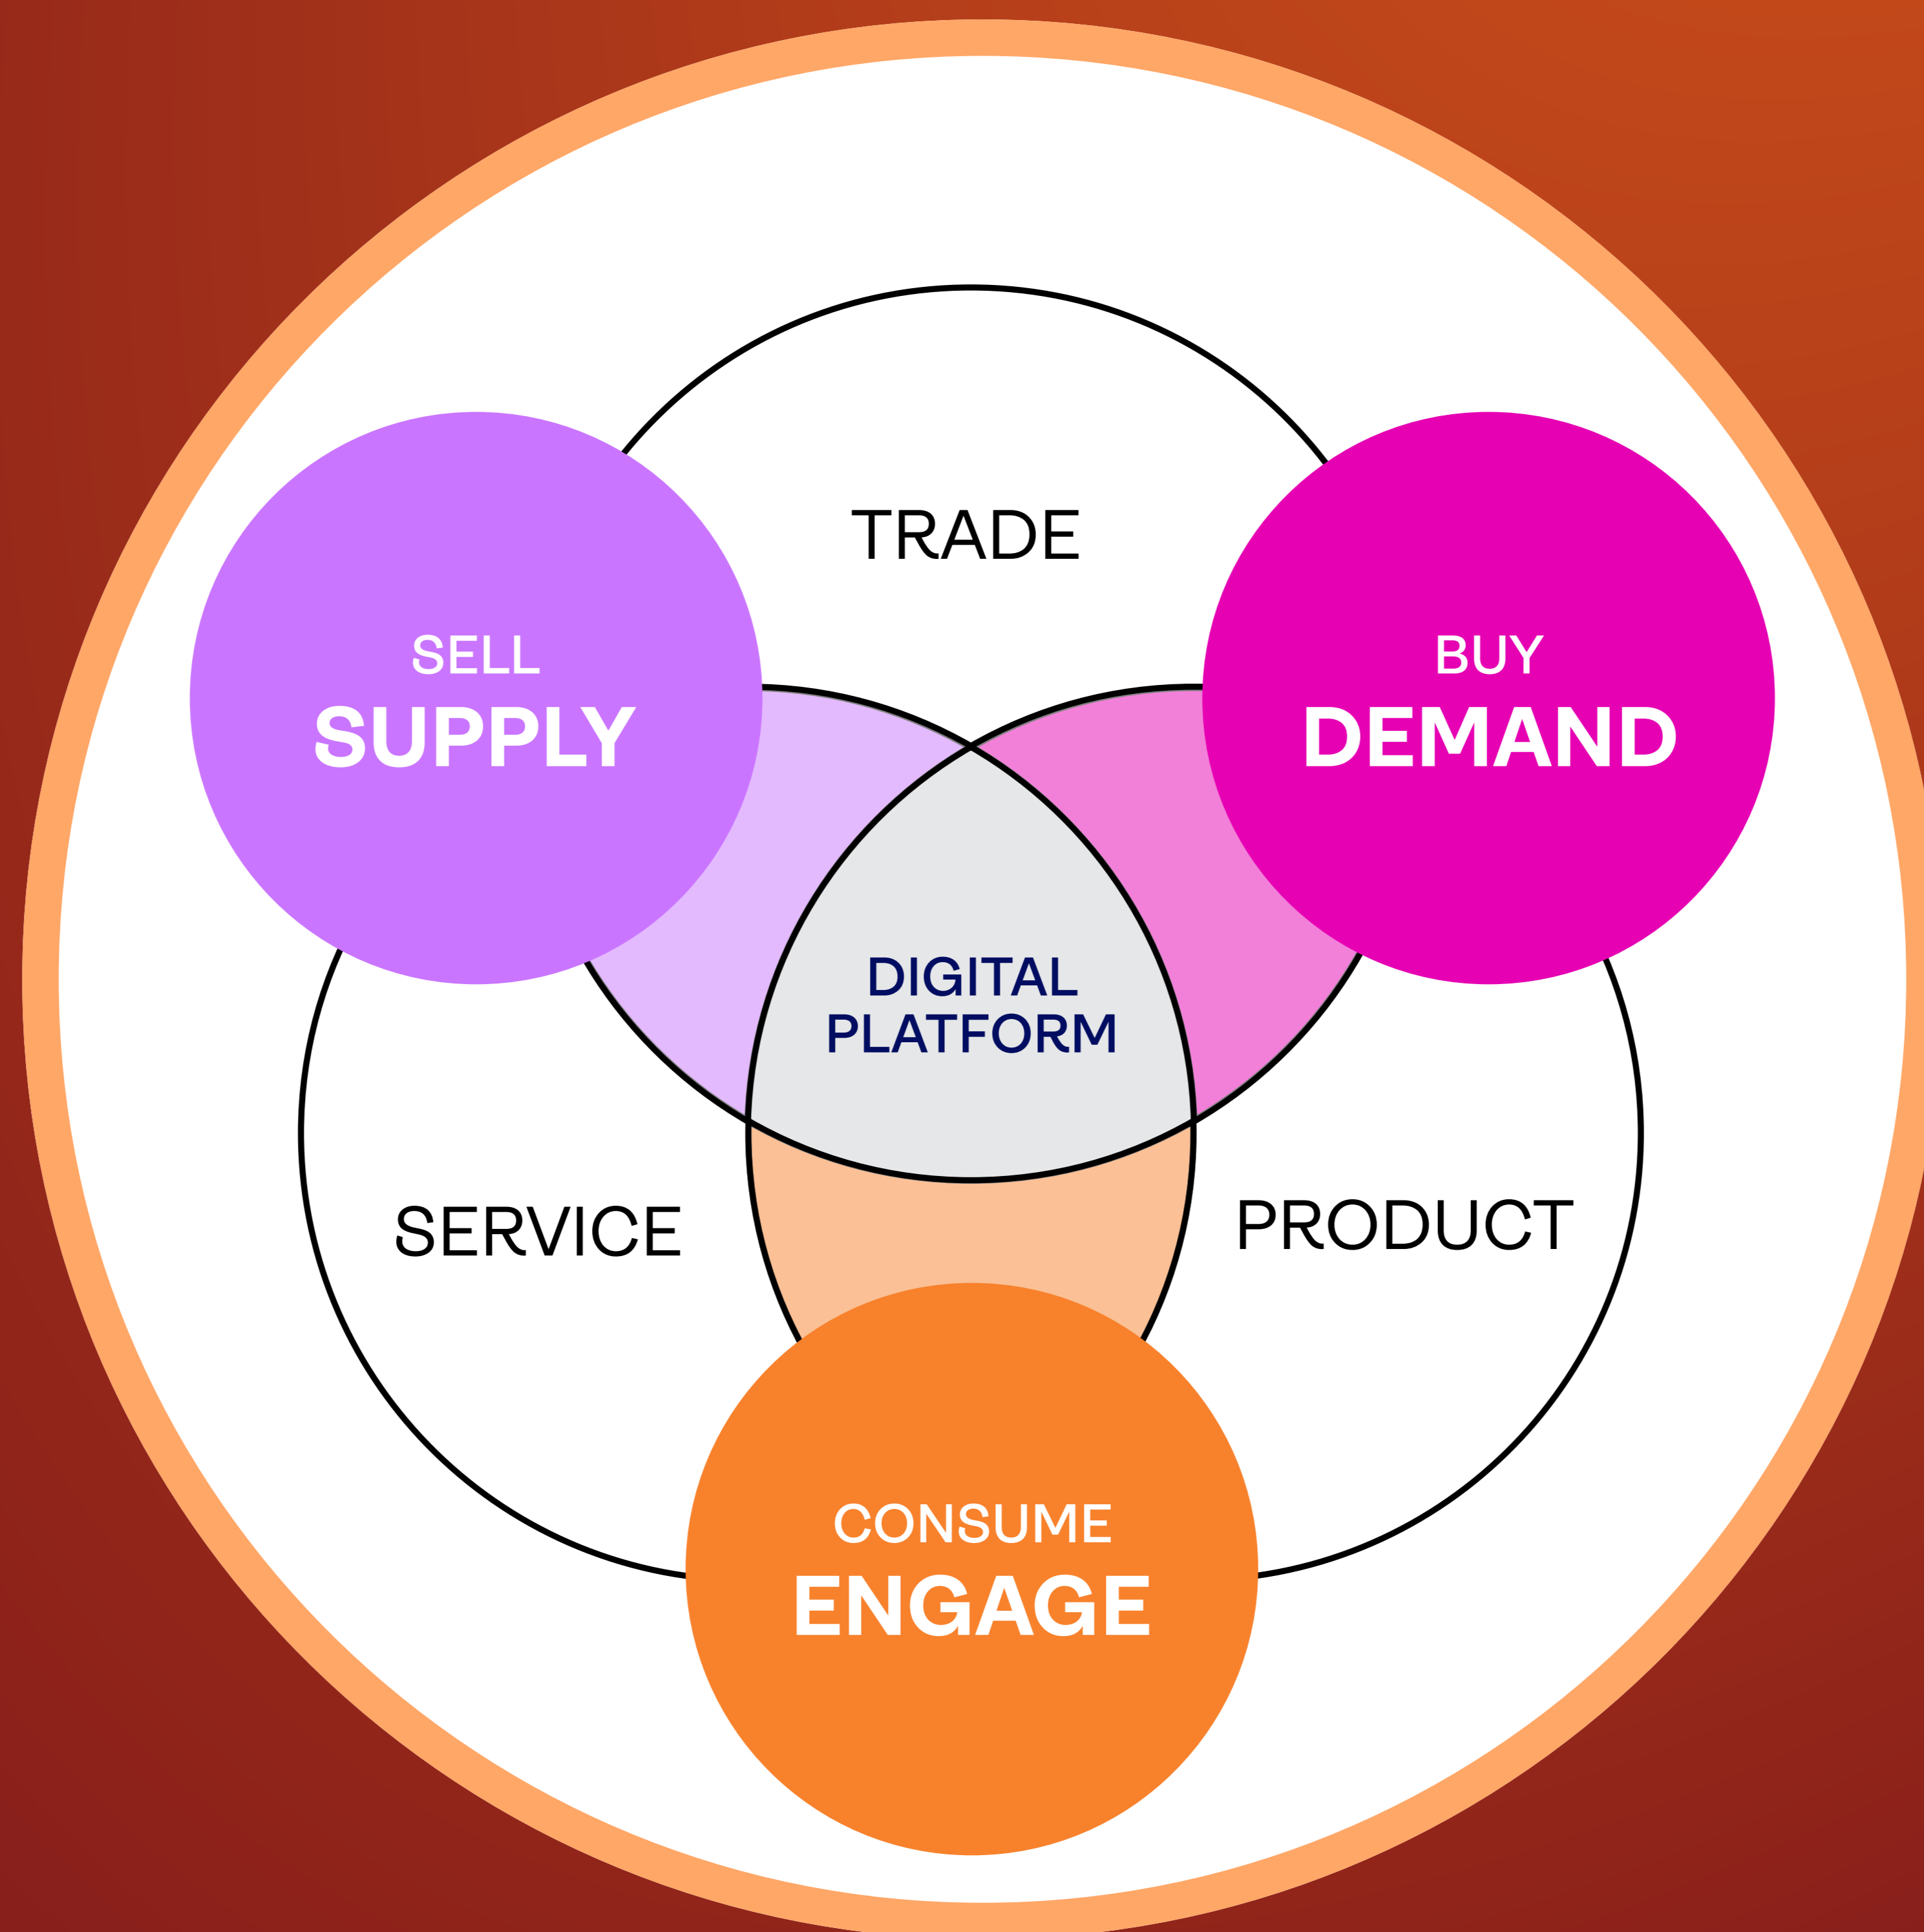 TRADE
SELL
SUPPLY
BUY
DEMAND
DIGITAL
PLATFORM
SERVICE
PRODUCT
CONSUME
ENGAGE